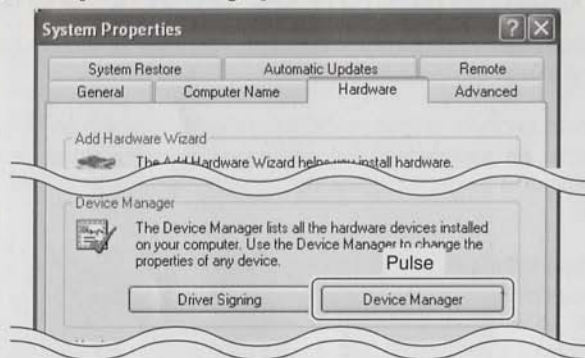 System Properties
System Restore Automatic Updates Remote
General Computer Name Hardware Advanced
Add Hardware Wizard
The Add Hardware Wizard helps you install hardware.
Device Manager
The Device Manager lists all the hardware devices installed
on your computer. Use the Device Manager to change the
properties of any device.
Pulse
Driver Signing Device Manager